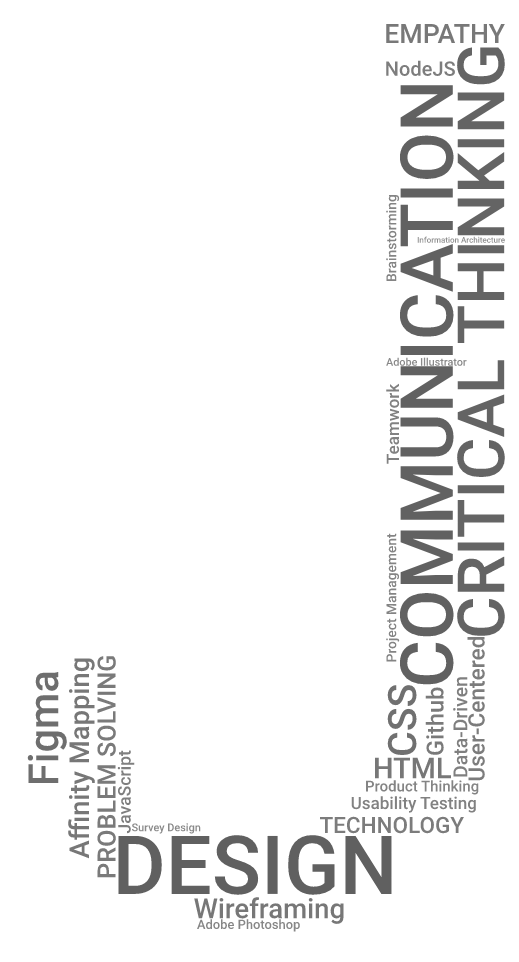 EMPATHY
NodeJS
CRITICAL THINKING
COMMUNICATION
Brainstorming
Information Architecture
Adobe Illustrator
Teamwork
Project Management
User-Centered
Data-Driven
Github
CSS
HTML
Product Thinking
Usability Testing
TECHNOLOGY
Figma
Affinity Mapping
PROBLEM SOLVING
JavaScript
Survey Design
DESIGN
Wireframing
Adobe Photoshop